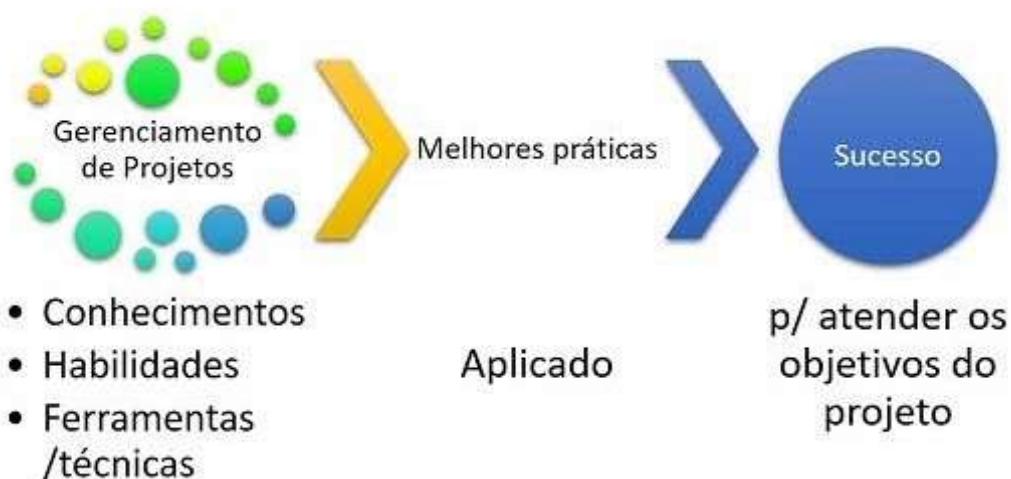 Gerenciamento
de Projetos
Melhores práticas
Sucesso
• Conhecimentos
• Habilidades
• Ferramentas
/técnicas
Aplicado
p/ atender os
objetivos do
projeto